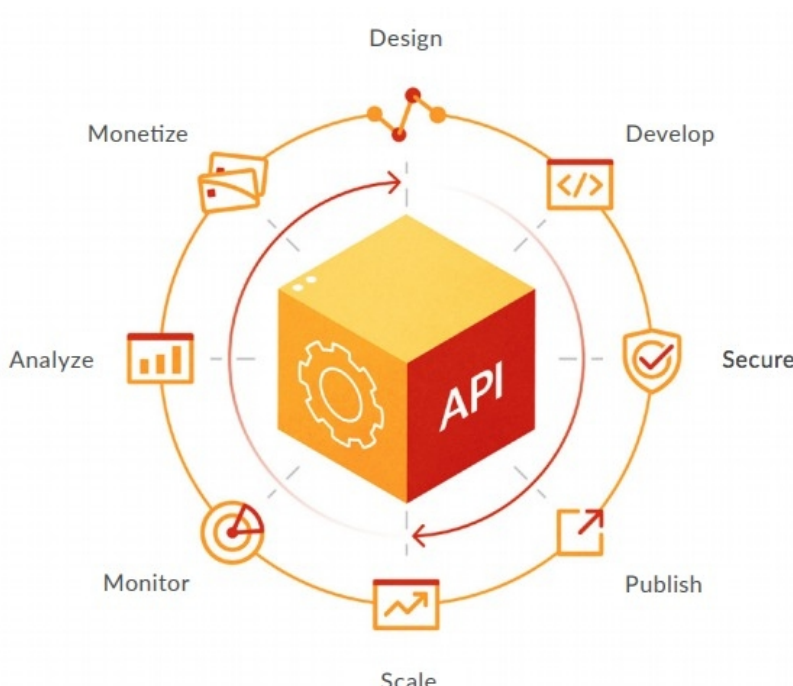 Design
Monetize
Develop
</>
Analyze
API
Secure
Monitor
Publish
Scale